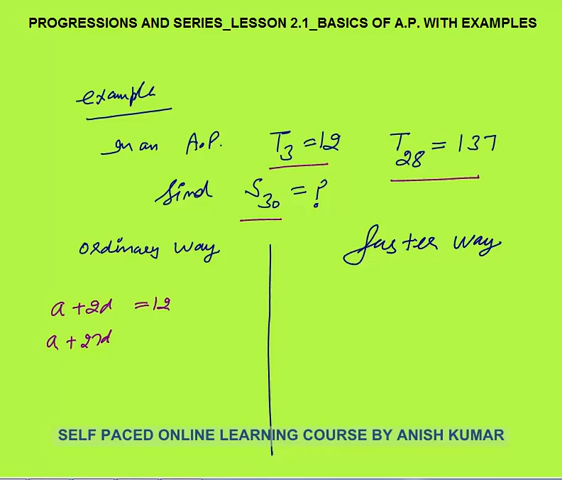 PROGRESSIONS AND SERIES_LESSON 2.1_BASICS OF A.P. WITH EXAMPLES
example
In an A.P. T₃ = 12 T₂₈ = 137
find S₃₀ = ?
ordinary way faster way
a + 2d = 12
a + 27d
SELF PACED ONLINE LEARNING COURSE BY ANISH KUMAR